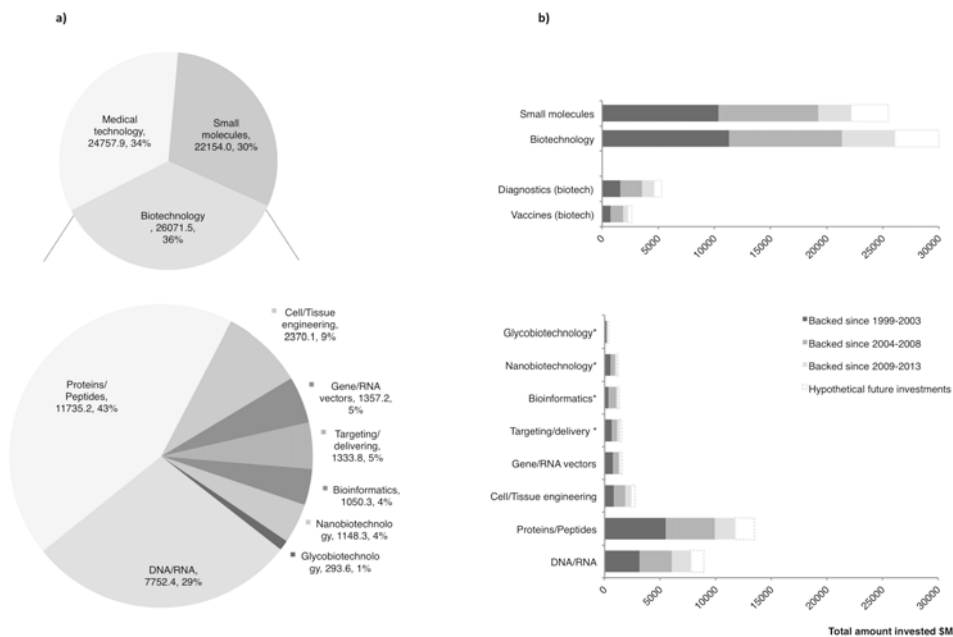 a)
Medical
technology,
24757.9, 34%
Small
molecules,
22154.0, 30%
Biotechnology
, 26071.5,
36%
Cell/Tissue
engineering,
2370.1, 9%
Proteins/
Peptides,
11735.2, 43%
Gene/RNA
vectors, 1357.2,
5%
Targeting/
delivering,
1333.8, 5%
Bioinformatics,
1050.3, 4%
Nanobiotechnolo
gy, 1148.3, 4%
Glycobiotechnolo
gy, 293.6, 1%
DNA/RNA,
7752.4, 29%
b)
Small molecules
Biotechnology
Diagnostics (biotech)
Vaccines (biotech)
0
5000
10000
15000
20000
25000
30000
Glycobiotechnology*
Nanobiotechnology*
Bioinformatics*
Targeting/delivery *
Gene/RNA vectors
Cell/Tissue engineering
Proteins/Peptides
DNA/RNA
Backed since 1999-2003
Backed since 2004-2008
Backed since 2009-2013
Hypothetical future investments
0
5000
10000
15000
20000
25000
30000
Total amount invested $M